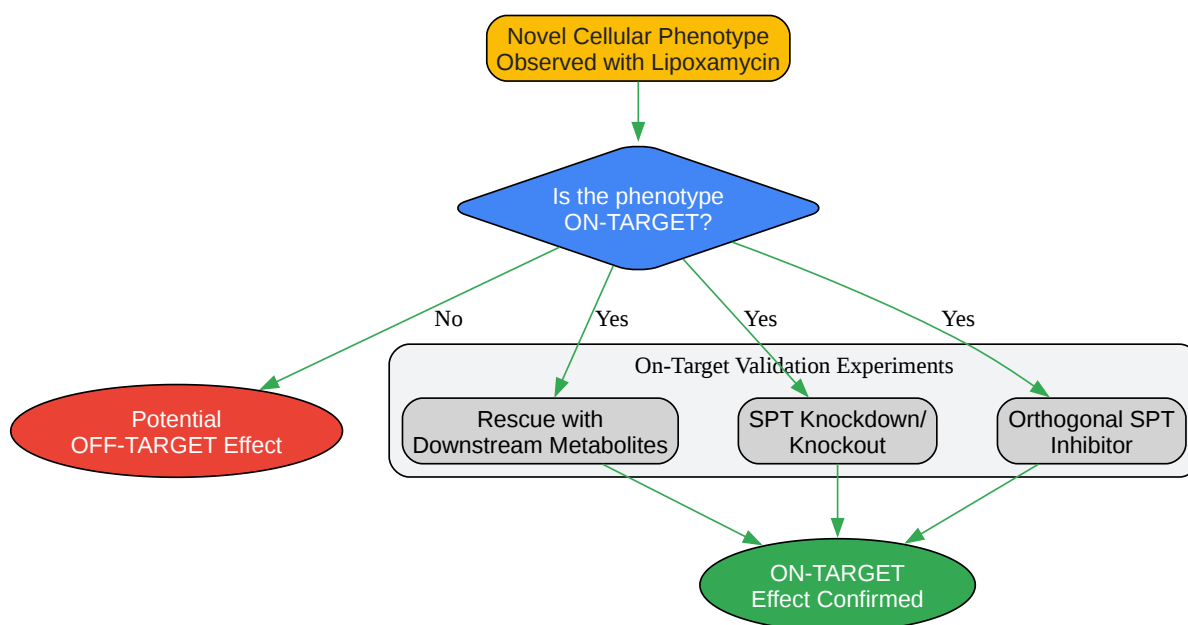 Novel Cellular Phenotype
Observed with Lipoxamycin
Is the phenotype
ON-TARGET?
No
Yes
Yes
Yes
On-Target Validation Experiments
Potential
OFF-TARGET Effect
Rescue with
Downstream Metabolites
SPT Knockdown/
Knockout
Orthogonal SPT
Inhibitor
ON-TARGET
Effect Confirmed